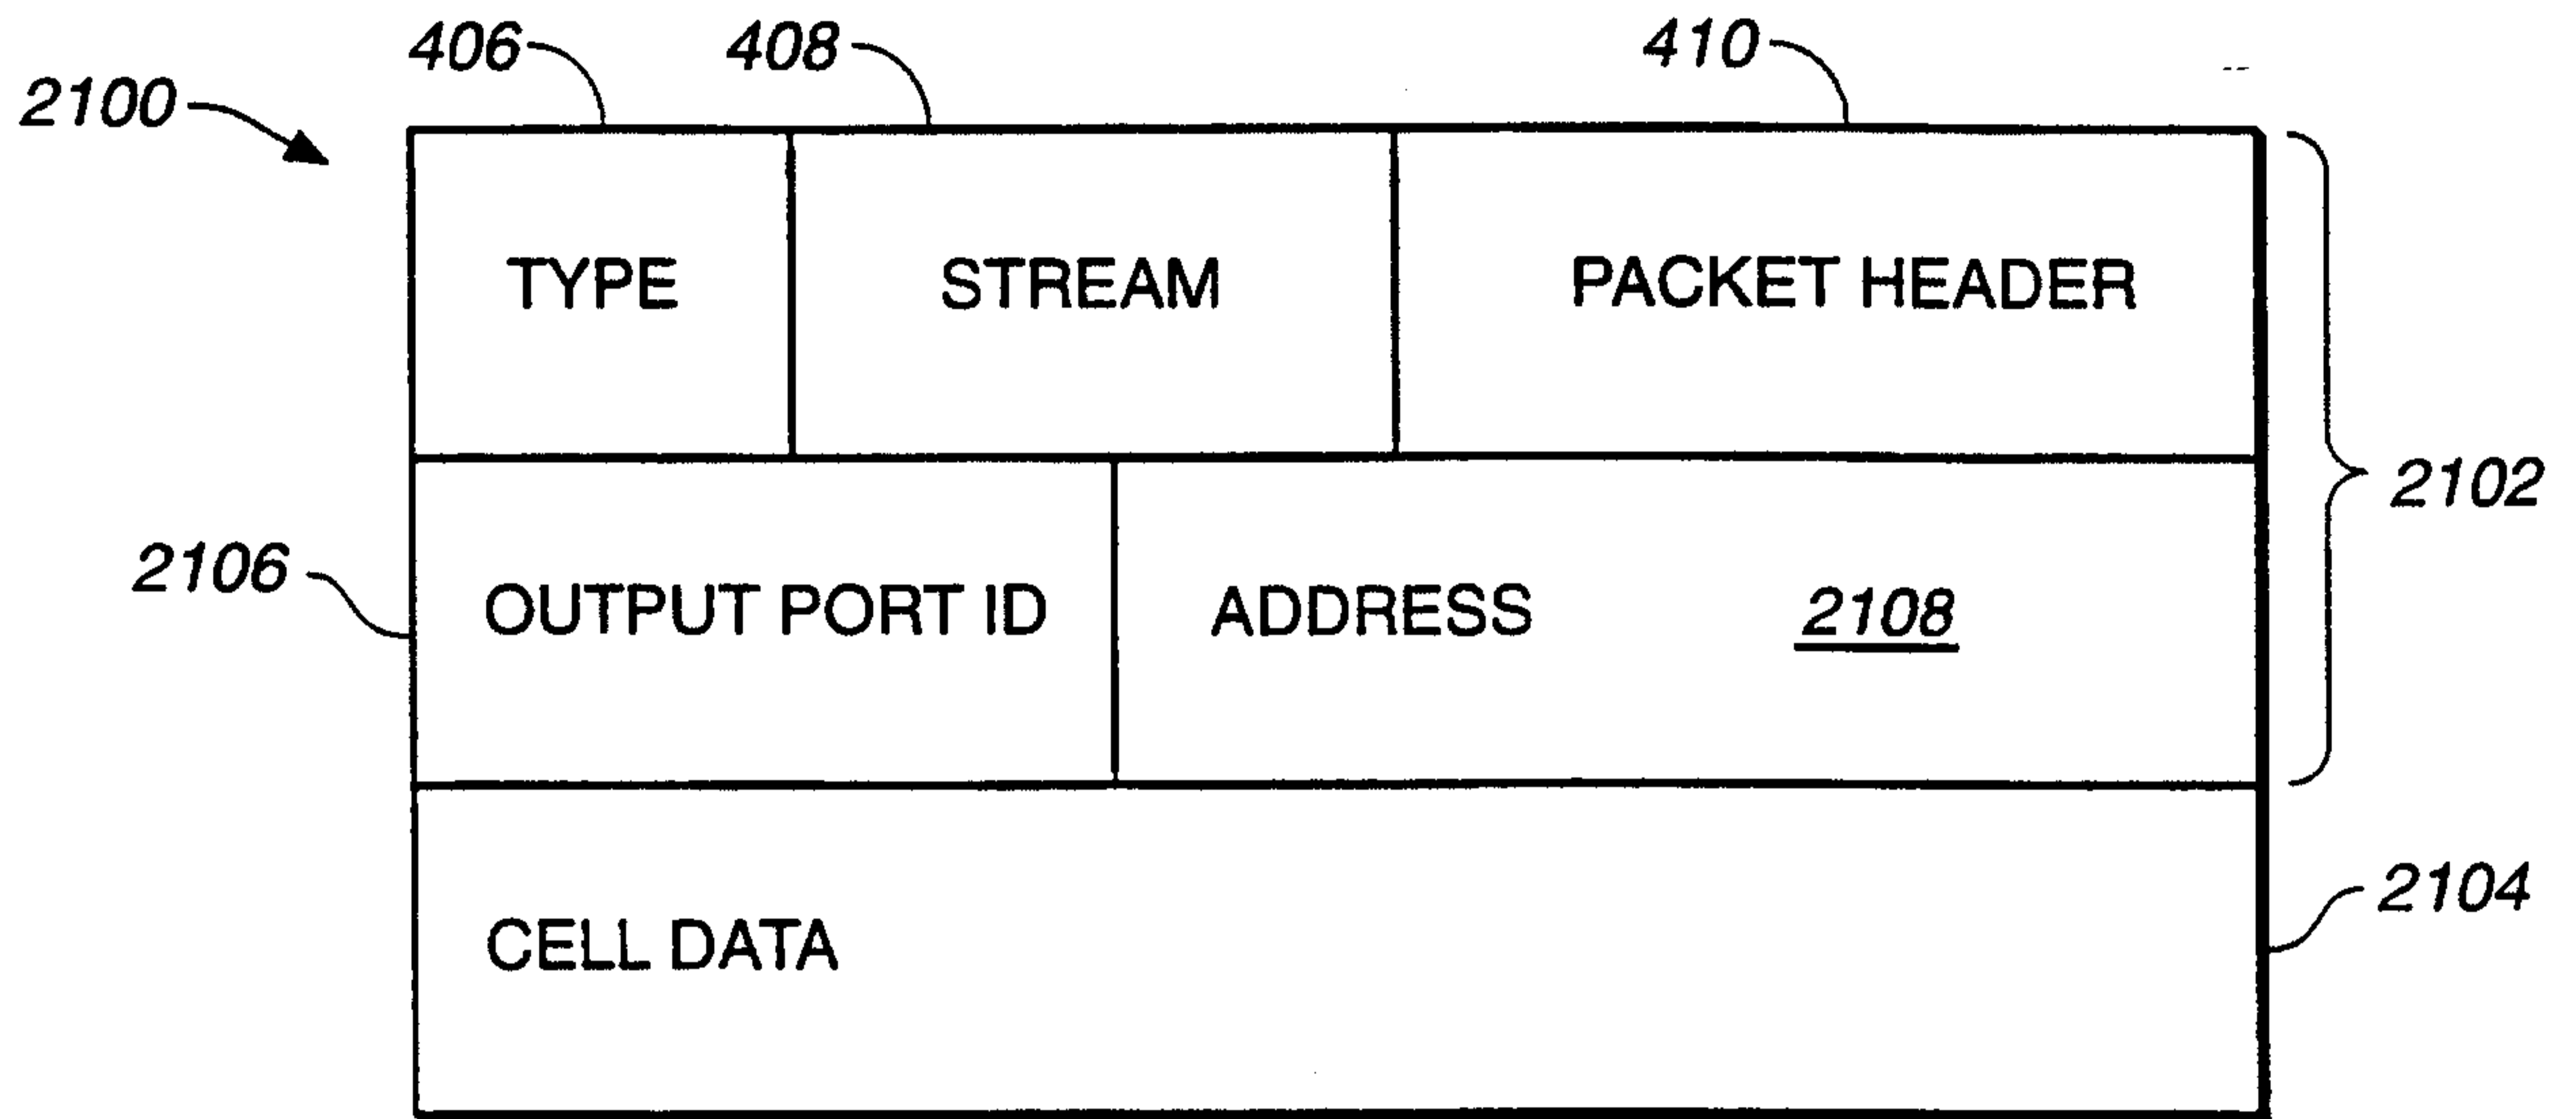 406 408 410
2100
TYPE STREAM PACKET HEADER
2102
2106 OUTPUT PORT ID ADDRESS 2108
CELL DATA 2104